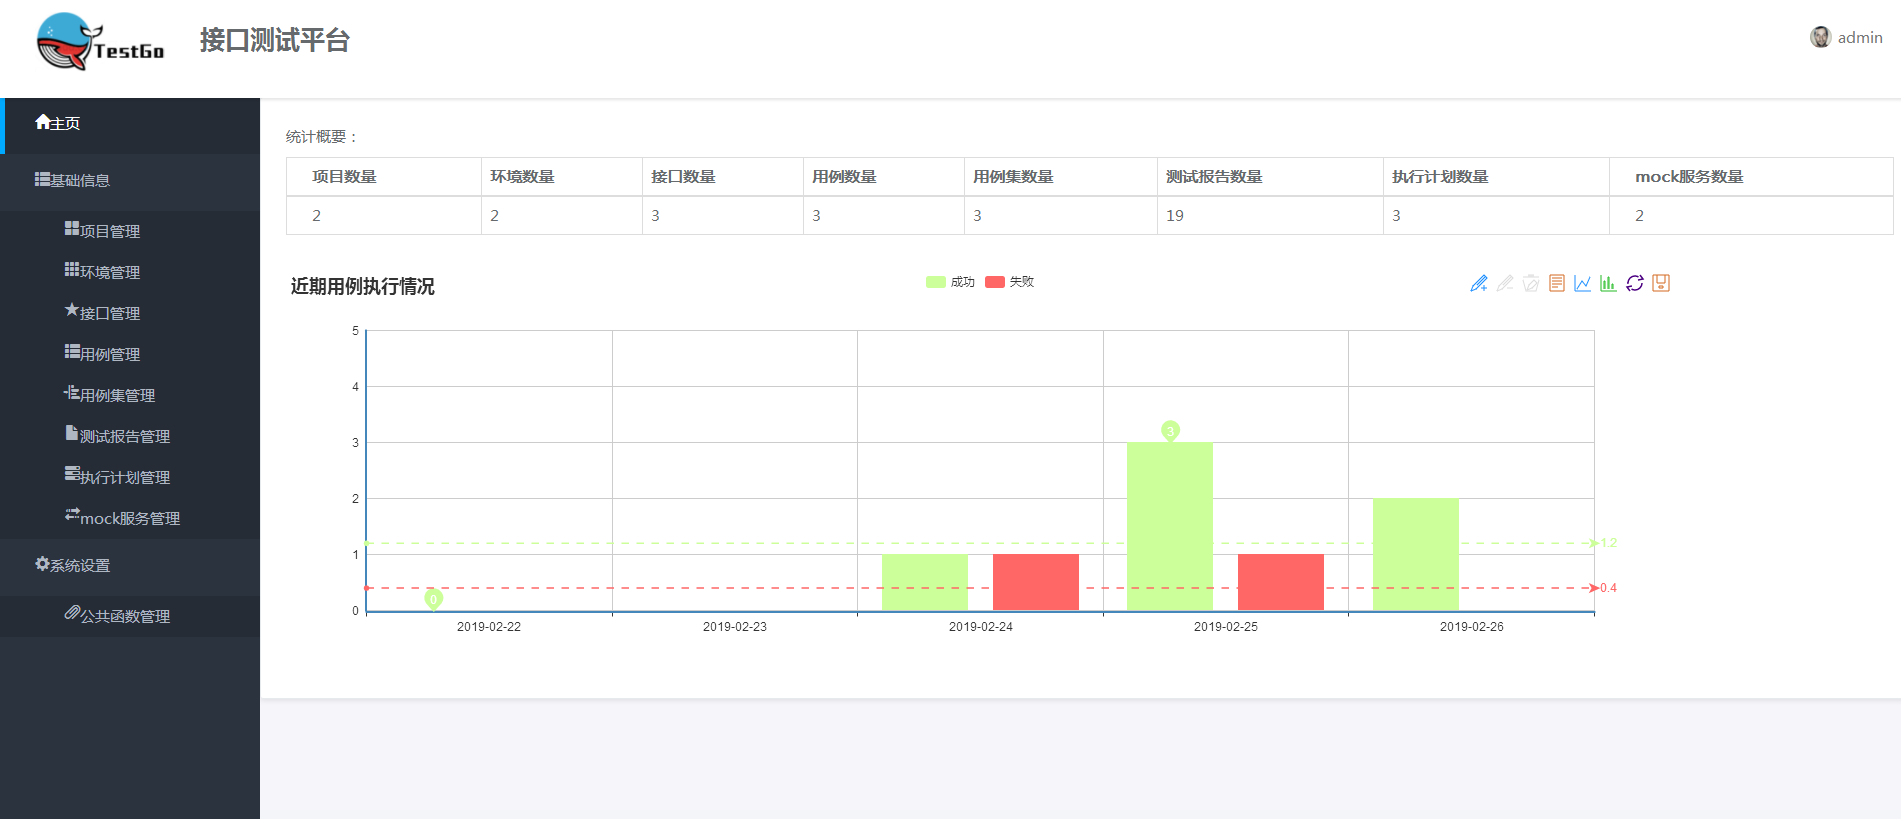 TestGo
接口测试平台
admin
主页
基础信息
项目管理
环境管理
接口管理
用例管理
用例集管理
测试报告管理
执行计划管理
mock服务管理
系统设置
公共函数管理
统计概要：
项目数量 环境数量 接口数量 用例数量 用例集数量 测试报告数量 执行计划数量 mock服务数量
2 2 3 3 3 19 3 2
近期用例执行情况
成功 失败
5
4
3
2
1
0
3
0
1.2
0.4
2019-02-22 2019-02-23 2019-02-24 2019-02-25 2019-02-26